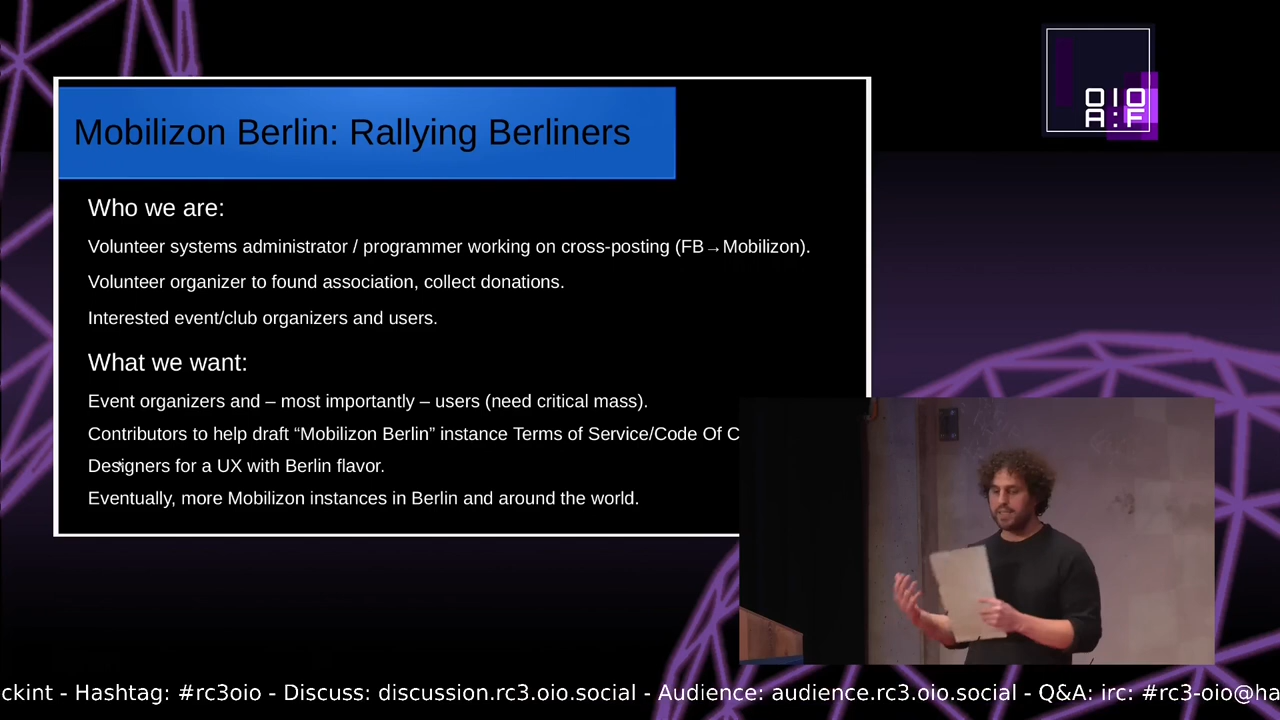 OIO
A:F
Mobilizon Berlin: Rallying Berliners
Who we are:
Volunteer systems administrator / programmer working on cross-posting (FB→Mobilizon).
Volunteer organizer to found association, collect donations.
Interested event/club organizers and users.
What we want:
Event organizers and – most importantly – users (need critical mass).
Contributors to help draft “Mobilizon Berlin” instance Terms of Service/Code Of C
Designers for a UX with Berlin flavor.
Eventually, more Mobilizon instances in Berlin and around the world.
ckint - Hashtag: #rc3oio - Discuss: discussion.rc3.oio.social - Audience: audience.rc3.oio.social - Q&A: irc: #rc3-oio@ha